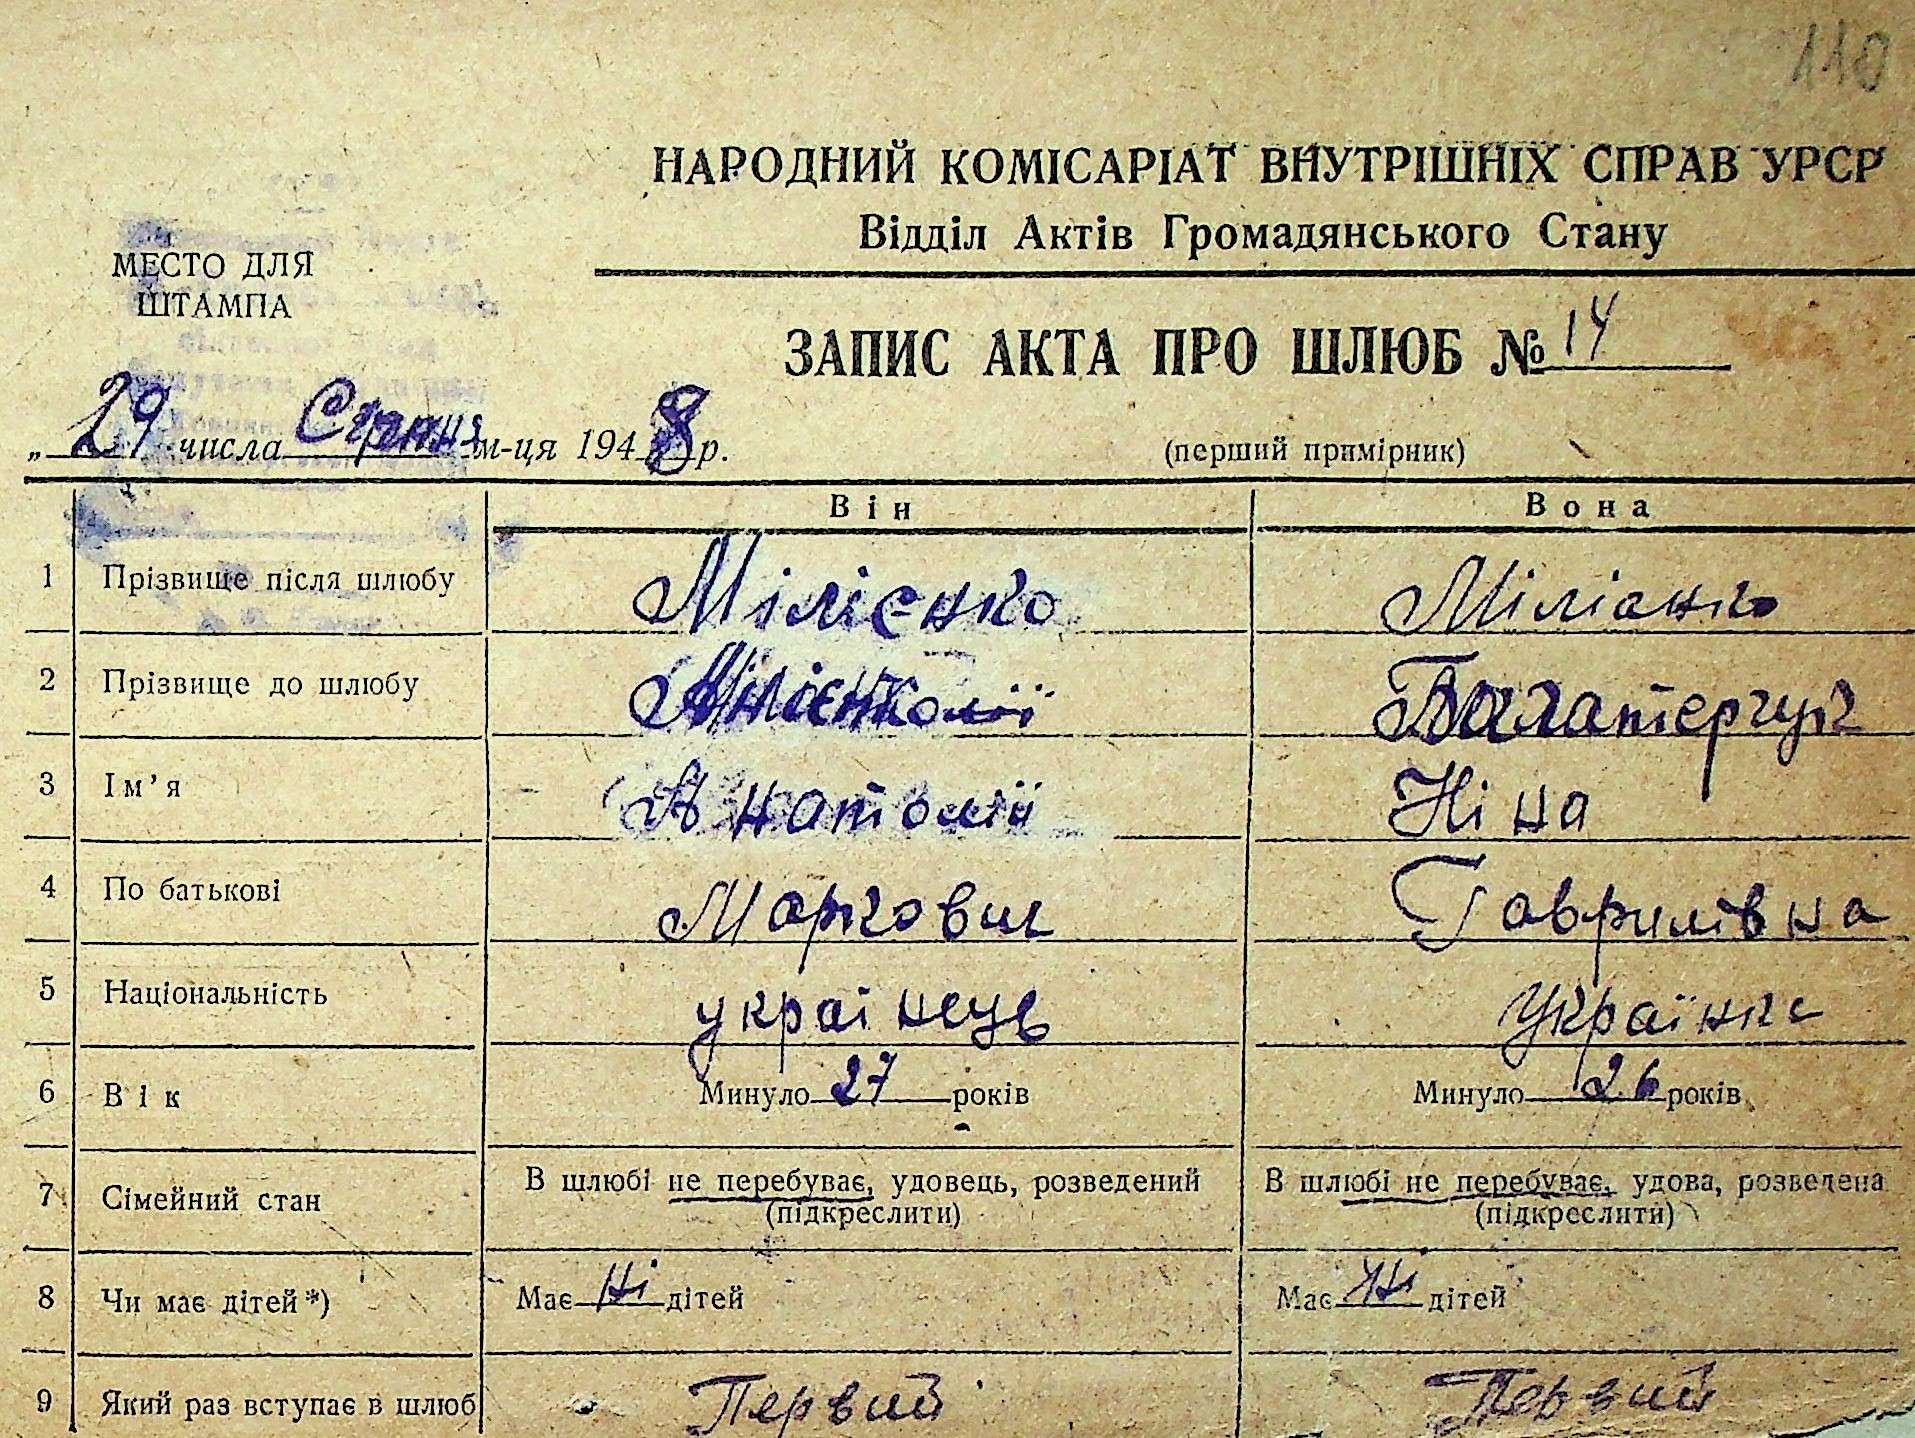 110
НАРОДНИЙ КОМІСАРІАТ ВНУТРІШНІХ СПРАВ УРСР
Відділ Актів Громадянського Стану
МЕСТО ДЛЯ
ШТАМПА
ЗАПИС АКТА ПРО ШЛЮБ № 14
„ 29 числа Серпня м-ця 1948 р.
(перший примірник)
Він Вона
1 Прізвище після шлюбу Мілієнко Міліенко
2 Прізвище до шлюбу Мілієнко
3 Ім'я Анатолій Ніна
4 По батькові Маркович Гаврилівна
5 Національність українець Українка
6 Вік Минуло 27 років Минуло 26 років
7 Сімейний стан В шлюбі не перебуває, удовець, розведений В шлюбі не перебуває, удова, розведена
(підкреслити) (підкреслити)
8 Чи має дітей*) Має Ні дітей Має Ні дітей
9 Який раз вступає в шлюб Первий Первий